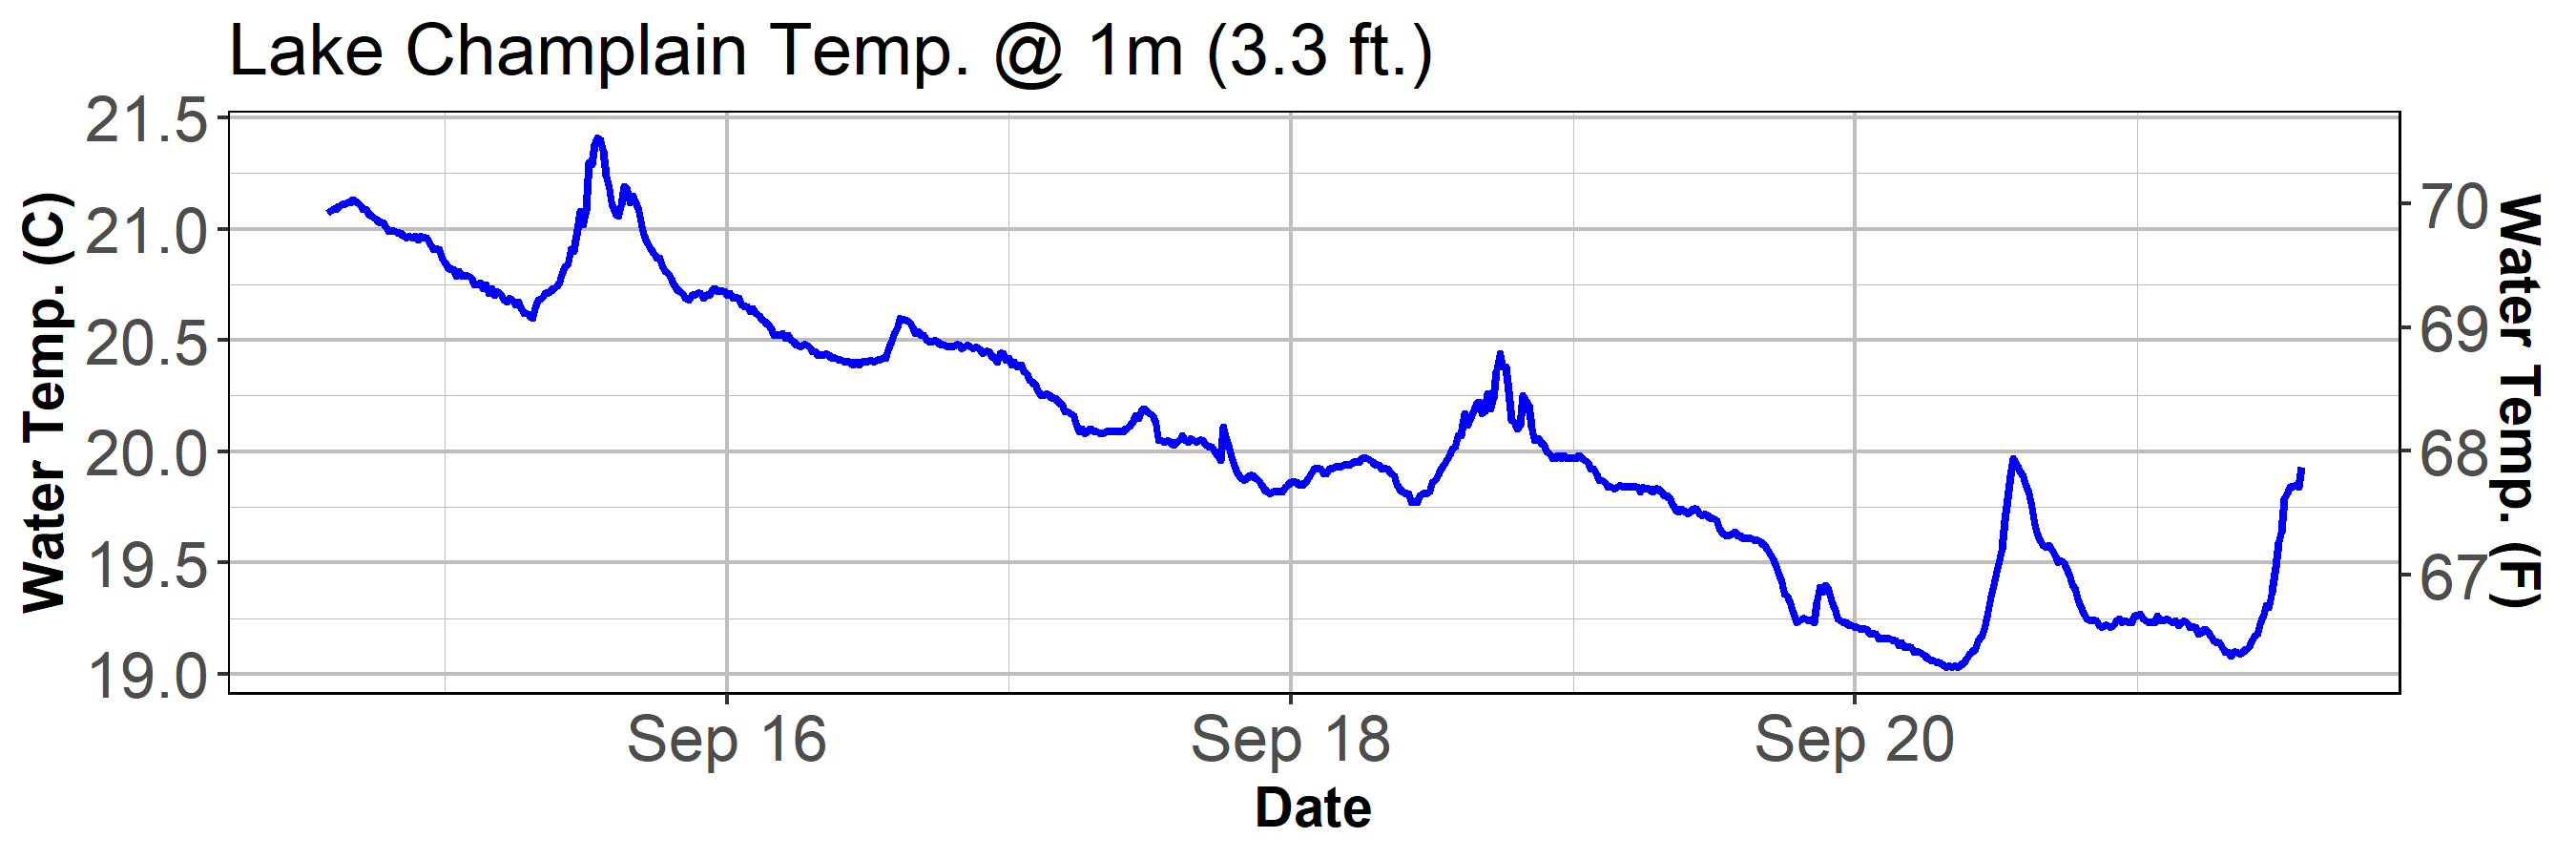 Lake Champlain Temp. @ 1m (3.3 ft.)
Water Temp. (C)
21.5
21.0
20.5
20.0
19.5
19.0
70
69
68
67
Water Temp. (F)
Sep 16
Sep 18
Sep 20
Date